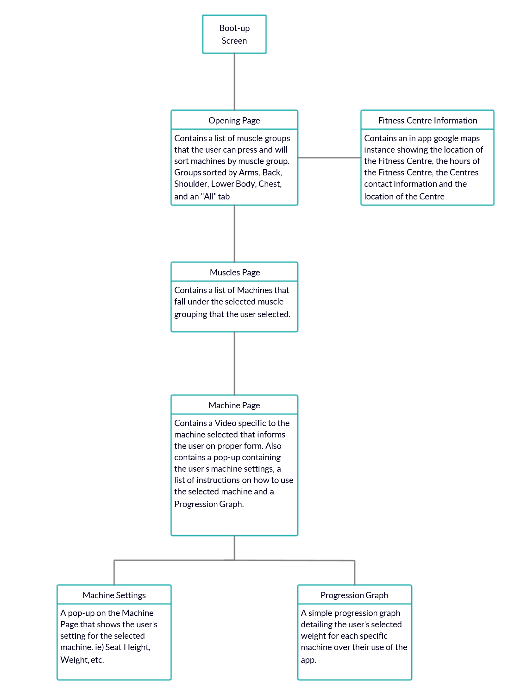 Boot-up
Screen
Opening Page
Contains a list of muscle groups
that the user can press and will
sort machines by muscle group.
Groups sorted by Arms, Back,
Shoulder, Lower Body, Chest,
and an "All" tab
Fitness Centre Information
Contains an in app google maps
instance showing the location of
the Fitness Centre, the hours of
the Fitness Centre, the Centres
contact information and the
location of the Centre
Muscles Page
Contains a list of Machines that
fall under the selected muscle
grouping that the user selected.
Machine Page
Contains a Video specific to the
machine selected that informs
the user on proper form. Also
contains a pop-up containing
the user's machine settings, a
list of instructions on how to use
the selected machine and a
Progression Graph.
Machine Settings
A pop-up on the Machine
Page that shows the user's
setting for the selected
machine. ie) Seat Height,
Weight, etc.
Progression Graph
A simple progression graph
detailing the user's selected
weight for each specific
machine over their use of the
app.